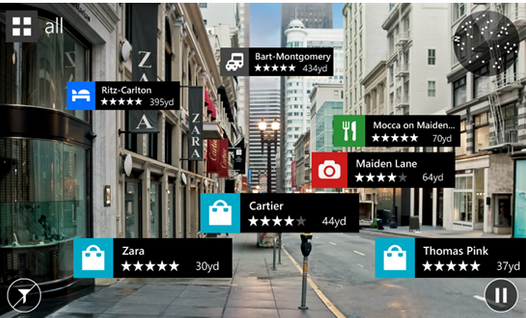 all
Bart-Montgomery
434yd
Ritz-Carlton
395yd
Mocca on Maiden...
70yd
Maiden Lane
64yd
Cartier
44yd
Zara
30yd
Thomas Pink
37yd
ZARA
ZARA
Cartier